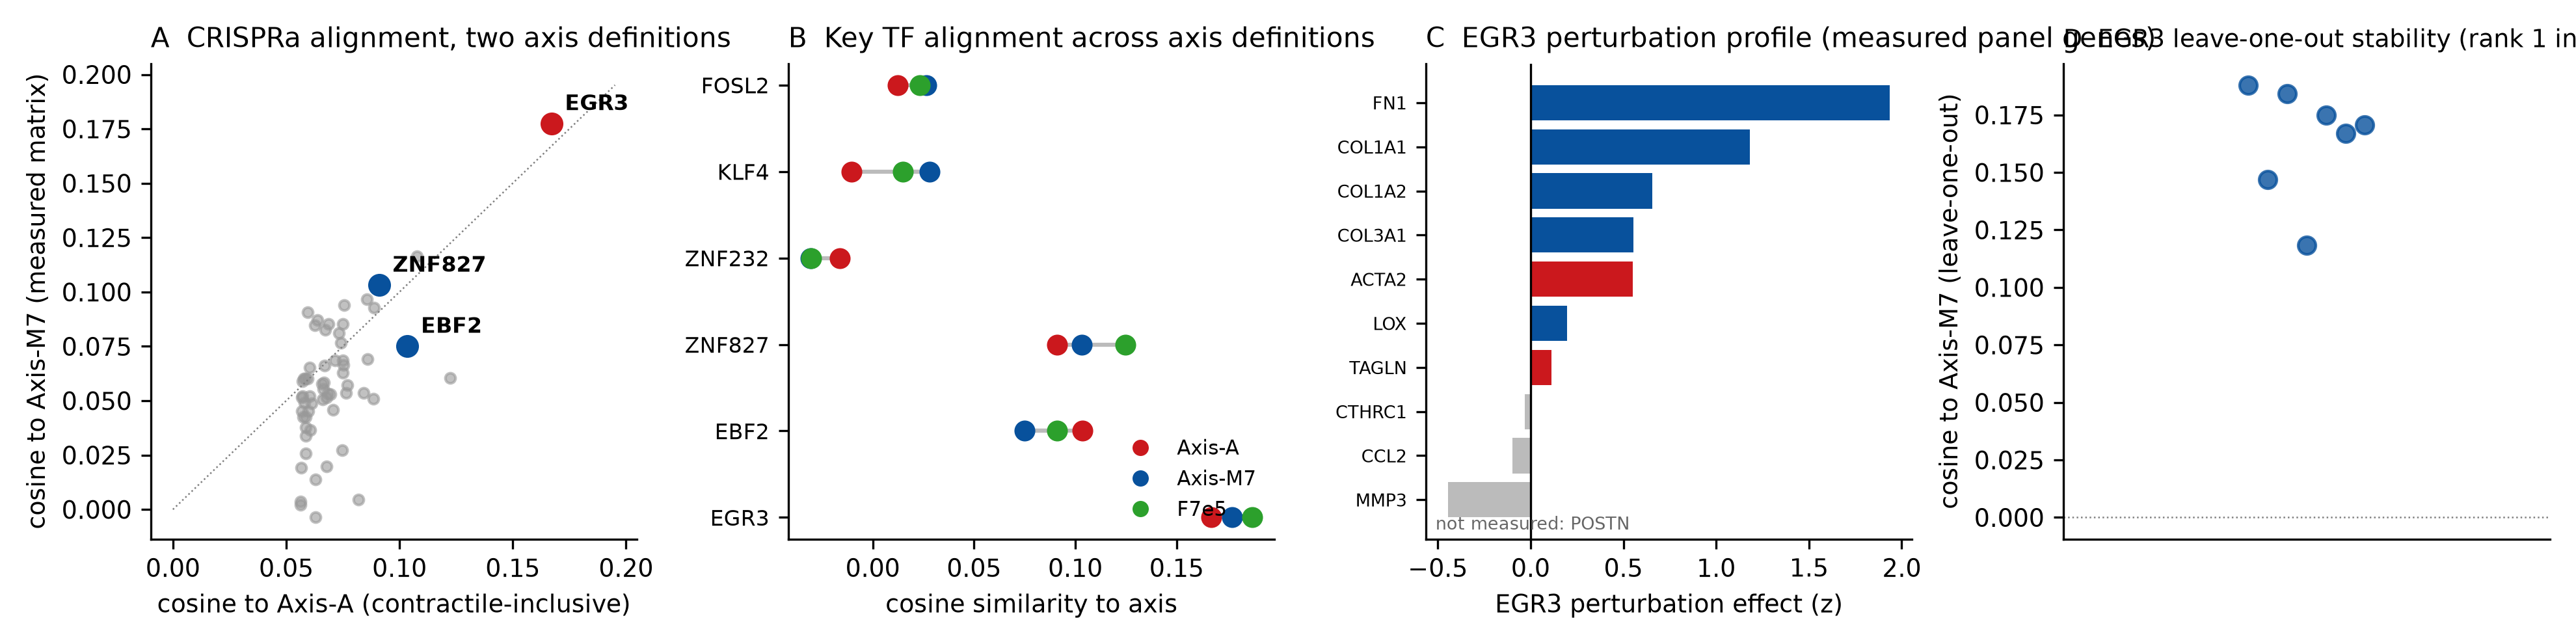 A CRISPRa alignment, two axis definitions
cosine to Axis-M7 (measured matrix)
0.200
0.175
0.150
0.125
0.100
0.075
0.050
0.025
0.000
EGR3
ZNF827
EBF2
0.00 0.05 0.10 0.15 0.20
cosine to Axis-A (contractile-inclusive)
B Key TF alignment across axis definitions
FOSL2
KLF4
ZNF232
ZNF827
EBF2
EGR3
Axis-A
Axis-M7
F7e5
0.00 0.05 0.10 0.15
cosine similarity to axis
C EGR3 perturbation profile (measured panel genes)
FN1
COL1A1
COL1A2
COL3A1
ACTA2
LOX
TAGLN
CTHRC1
CCL2
MMP3
not measured: POSTN
−0.5 0.0 0.5 1.0 1.5 2.0
EGR3 perturbation effect (z)
D EGR3 leave-one-out stability (rank 1 in
cosine to Axis-M7 (leave-one-out)
0.175
0.150
0.125
0.100
0.075
0.050
0.025
0.000